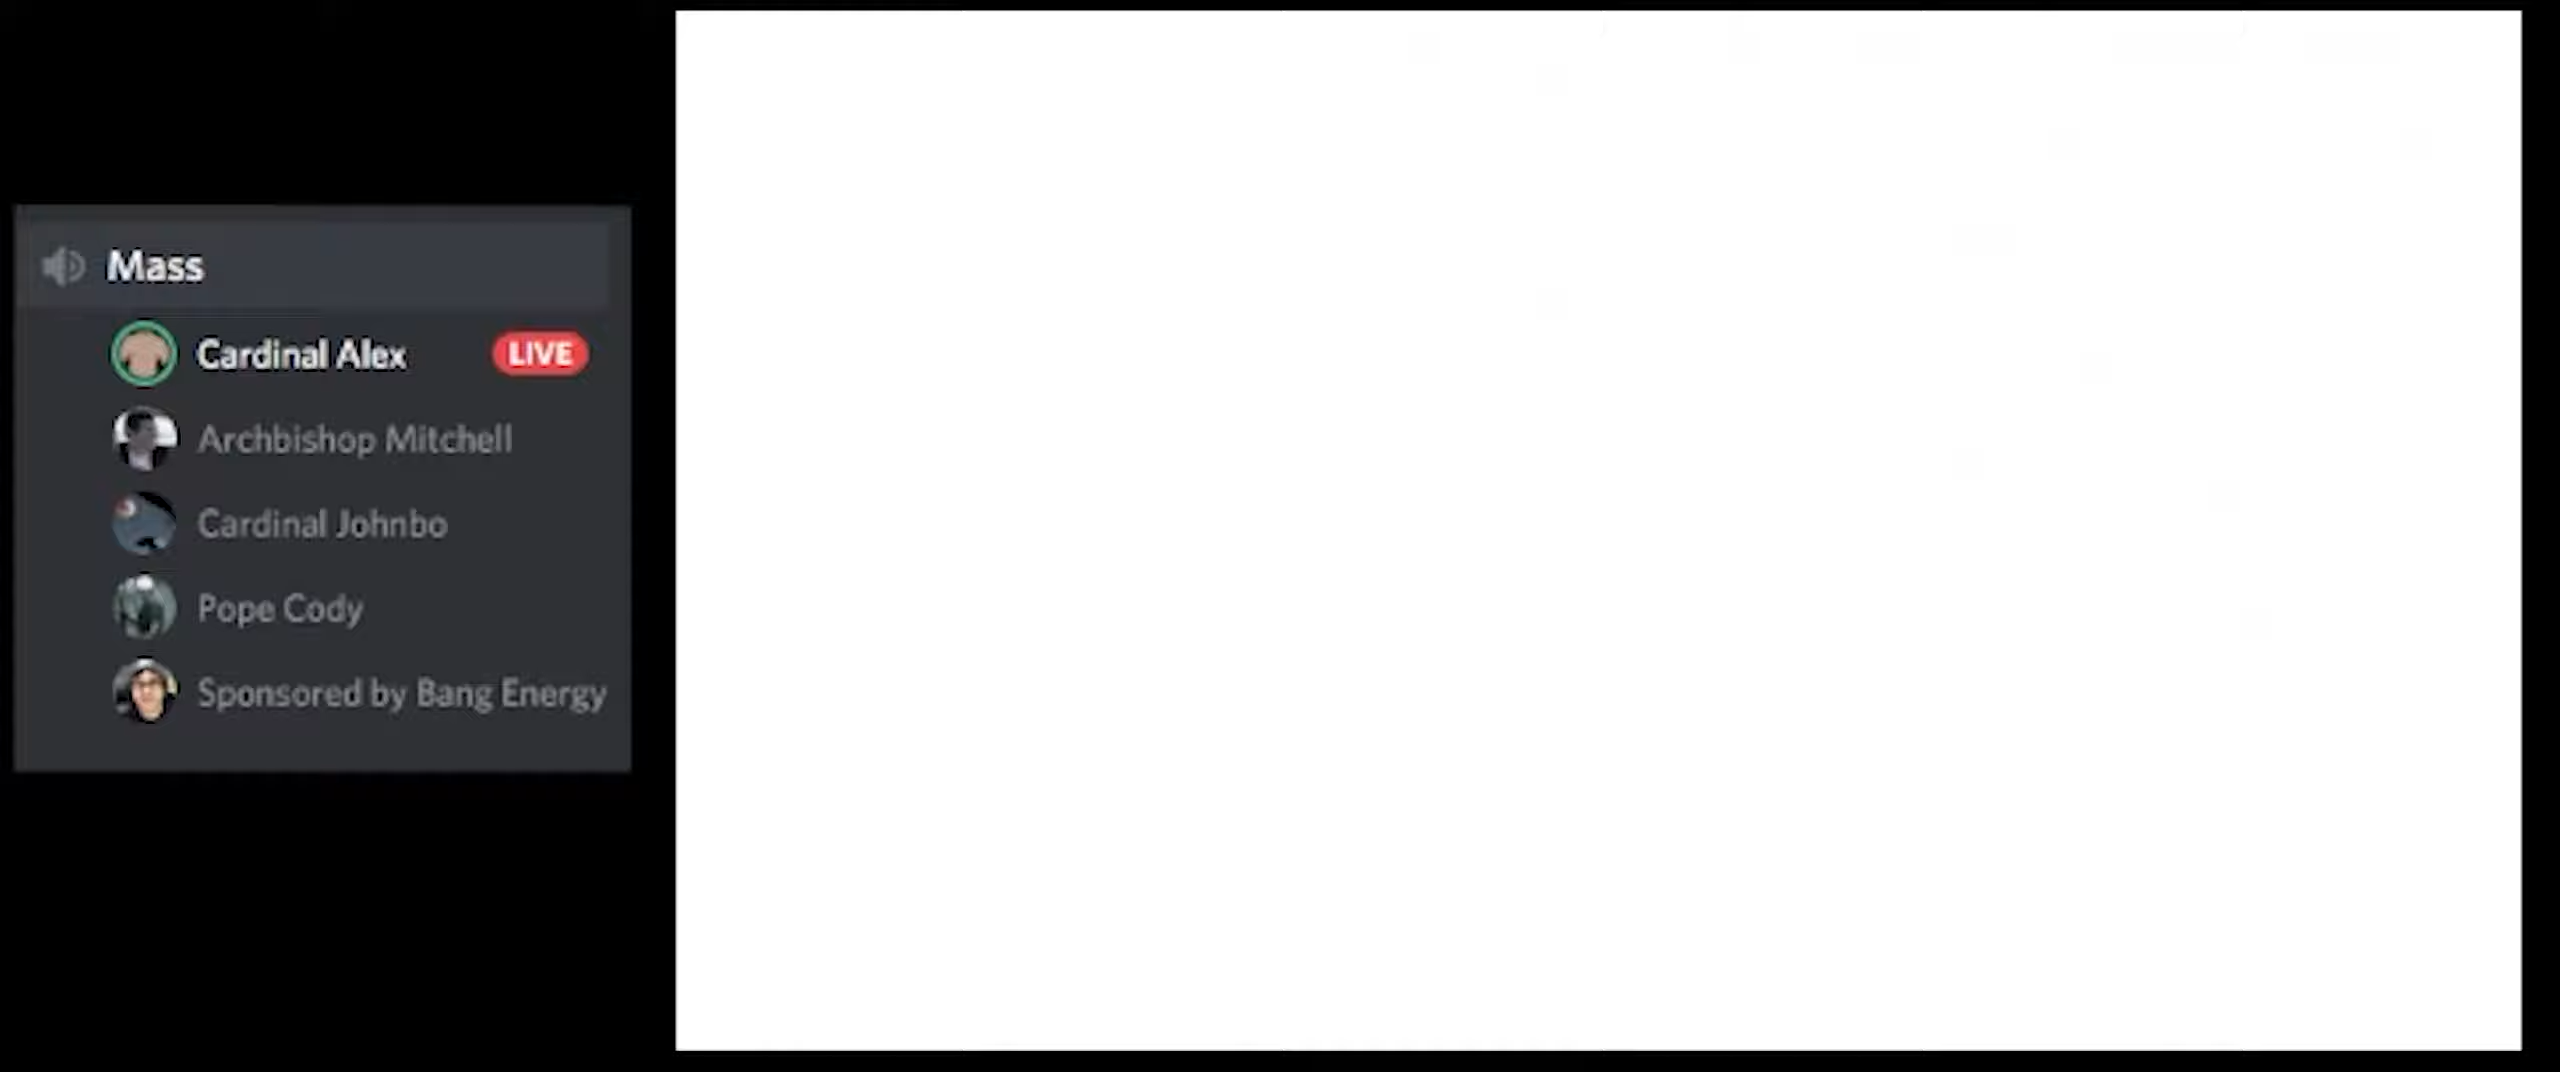 Mass
Cardinal Alex LIVE
Archbishop Mitchell
Cardinal Johnbo
Pope Cody
Sponsored by Bang Energy